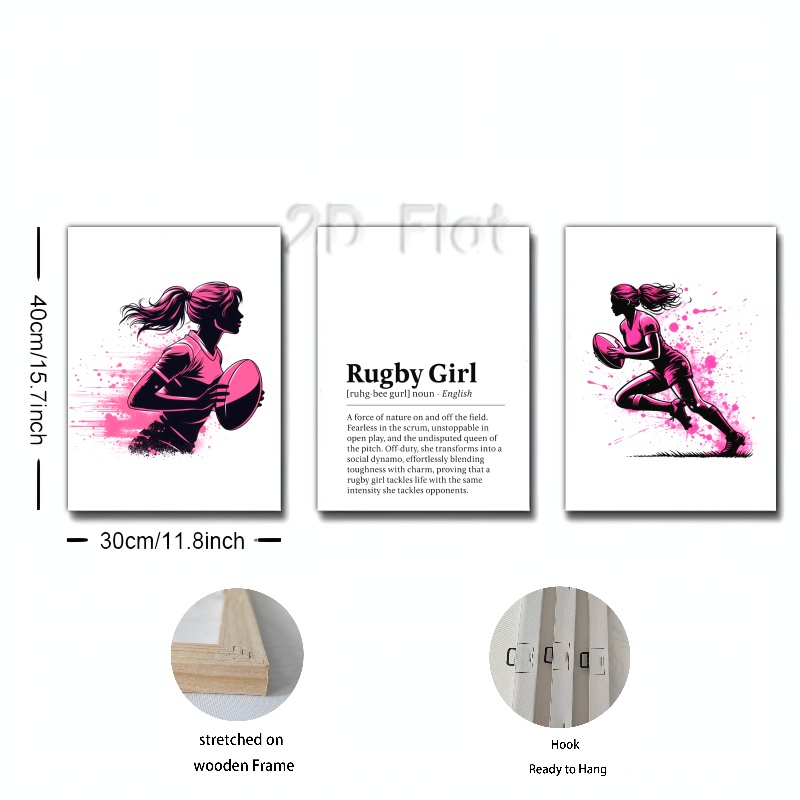 2D Flat
40cm/15.7inch
Rugby Girl
[ruhg·bee gurl] noun · English
A force of nature on and off the field.
Fearless in the scrum, unstoppable in
open play, and the undisputed queen of
the pitch. Off-duty, she transforms into a
social dynamo, effortlessly blending
toughness with charm, proving that a
rugby girl tackles life with the same
intensity she tackles opponents.
30cm/11.8inch
stretched on
wooden Frame
Hook
Ready to Hang